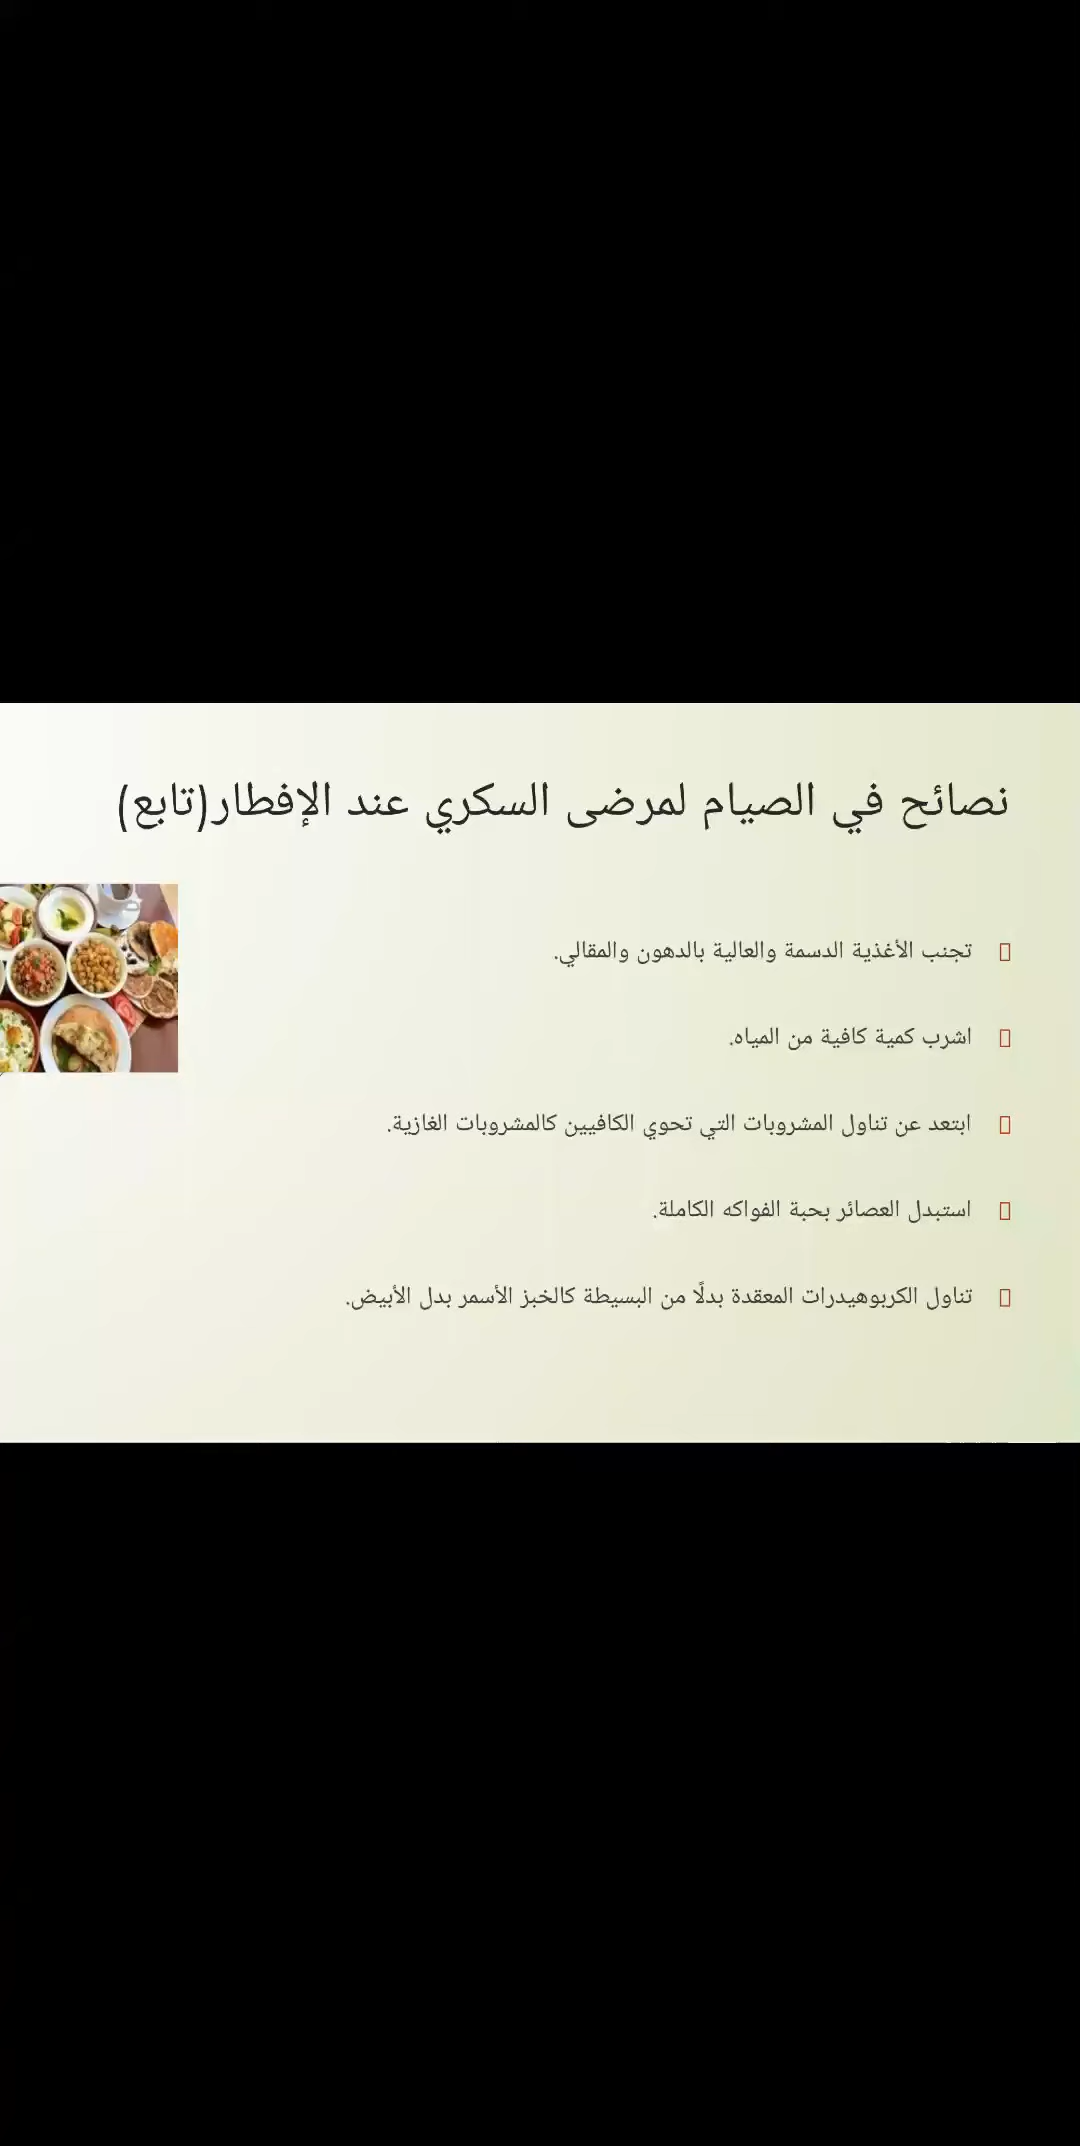 نصائح في الصيام لمرضى السكري عند الإفطار(تابع)
تجنب الأغذية الدسمة والعالية بالدهون والمقالي.
اشرب كمية كافية من المياه.
ابتعد عن تناول المشروبات التي تحوي الكافيين كالمشروبات الغازية.
استبدل العصائر بحبة الفواكه الكاملة.
تناول الكربوهيدرات المعقدة بدلًا من البسيطة كالخبز الأسمر بدل الأبيض.